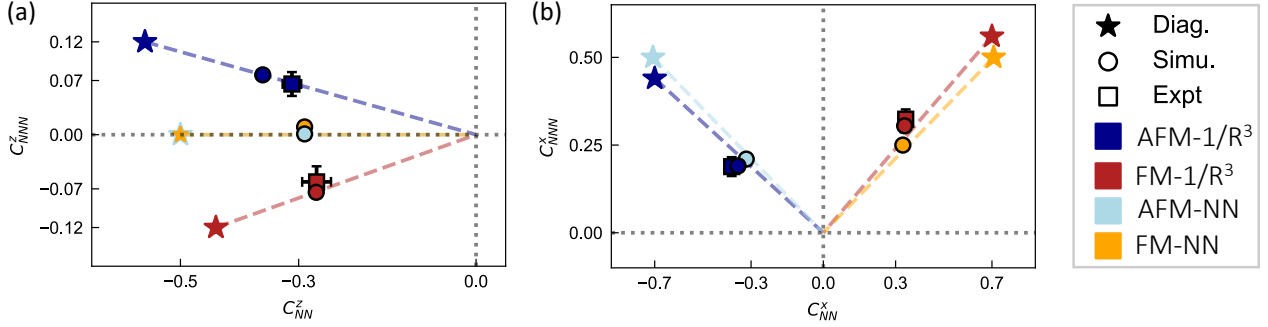 (a)
0.12
0.07
0.00
−0.07
−0.12
C^z_NNN
−0.5
−0.3
0.0
C^z_NN
(b)
0.50
0.25
0.00
C^x_NNN
−0.7
−0.3
0.0
0.3
0.7
C^x_NN
Diag.
Simu.
Expt
AFM-1/R³
FM-1/R³
AFM-NN
FM-NN